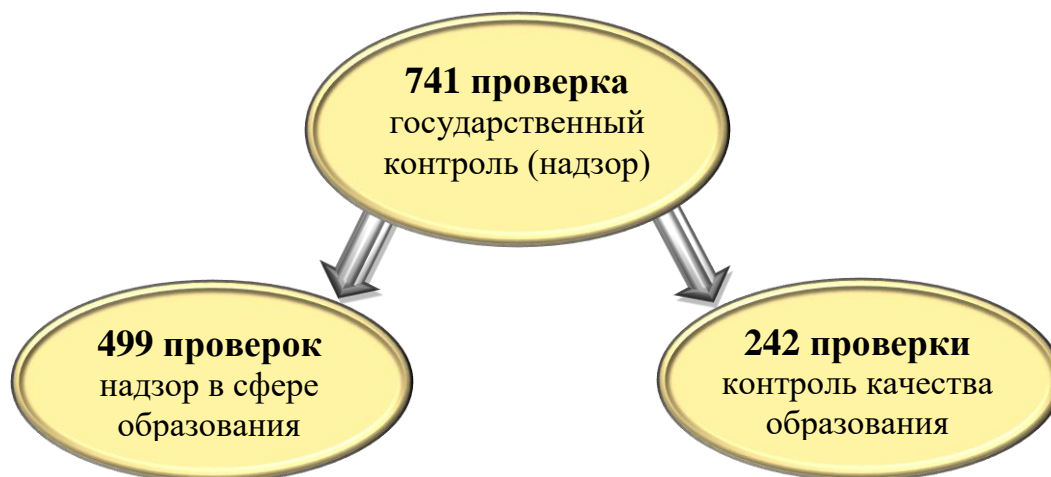 741 проверка
государственный
контроль (надзор)
499 проверок
надзор в сфере
образования
242 проверки
контроль качества
образования